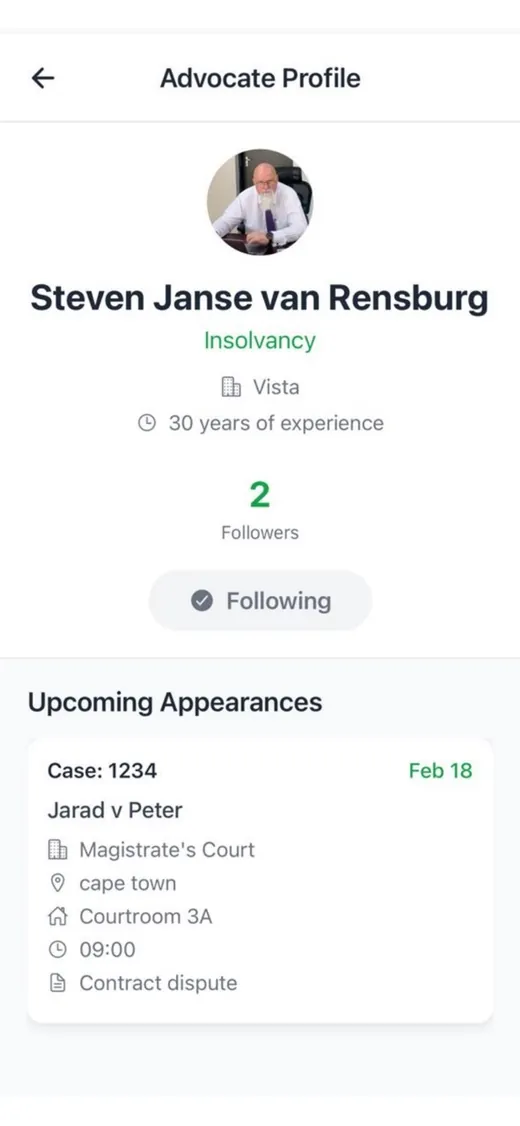 Advocate Profile
Steven Janse van Rensburg
Insolvancy
Vista
30 years of experience
2
Followers
Following
Upcoming Appearances
Case: 1234 Feb 18
Jarad v Peter
Magistrate's Court
cape town
Courtroom 3A
09:00
Contract dispute